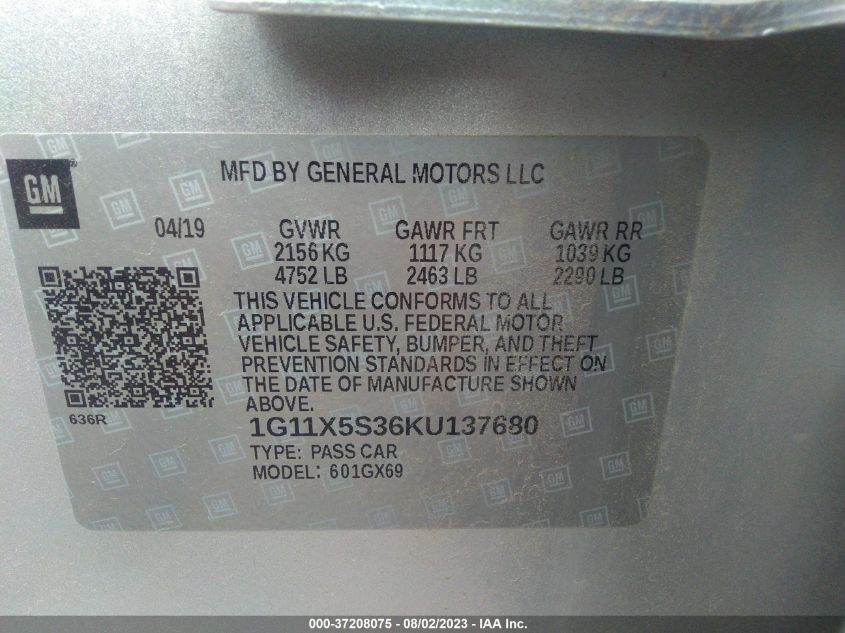 GM
MFD BY GENERAL MOTORS LLC
04/19 GVWR GAWR FRT GAWR RR
2156 KG 1117 KG 1039 KG
4752 LB 2463 LB 2290 LB
THIS VEHICLE CONFORMS TO ALL
APPLICABLE U.S. FEDERAL MOTOR
VEHICLE SAFETY, BUMPER, AND THEFT
PREVENTION STANDARDS IN EFFECT ON
THE DATE OF MANUFACTURE SHOWN
ABOVE.
636R
1G11X5S36KU137680
TYPE: PASS CAR
MODEL: 601GX69
000-37208075 - 08/02/2023 - IAA Inc.